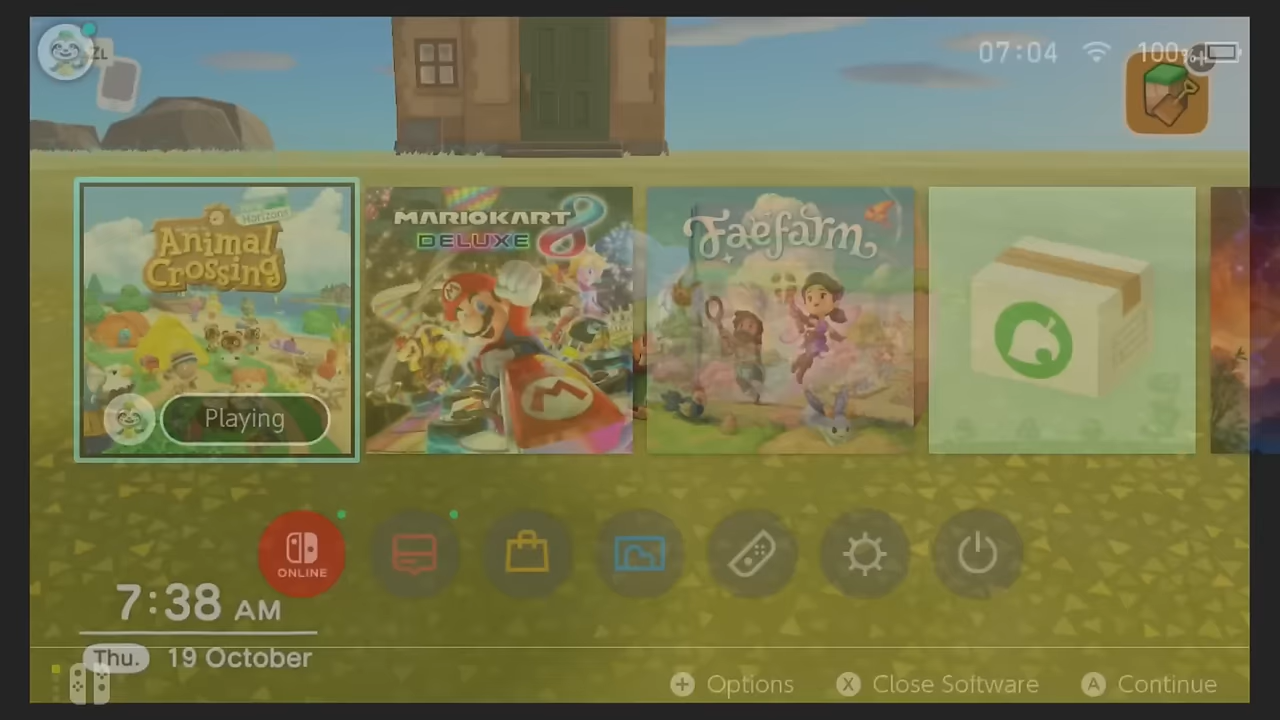 ZL
07:04
100%
Horizons
Animal
Crossing
Playing
MARIOKART
8
DELUXE
Faefarm
ONLINE
7:38 AM
Thu. 19 October
+ Options
X Close Software
A Continue